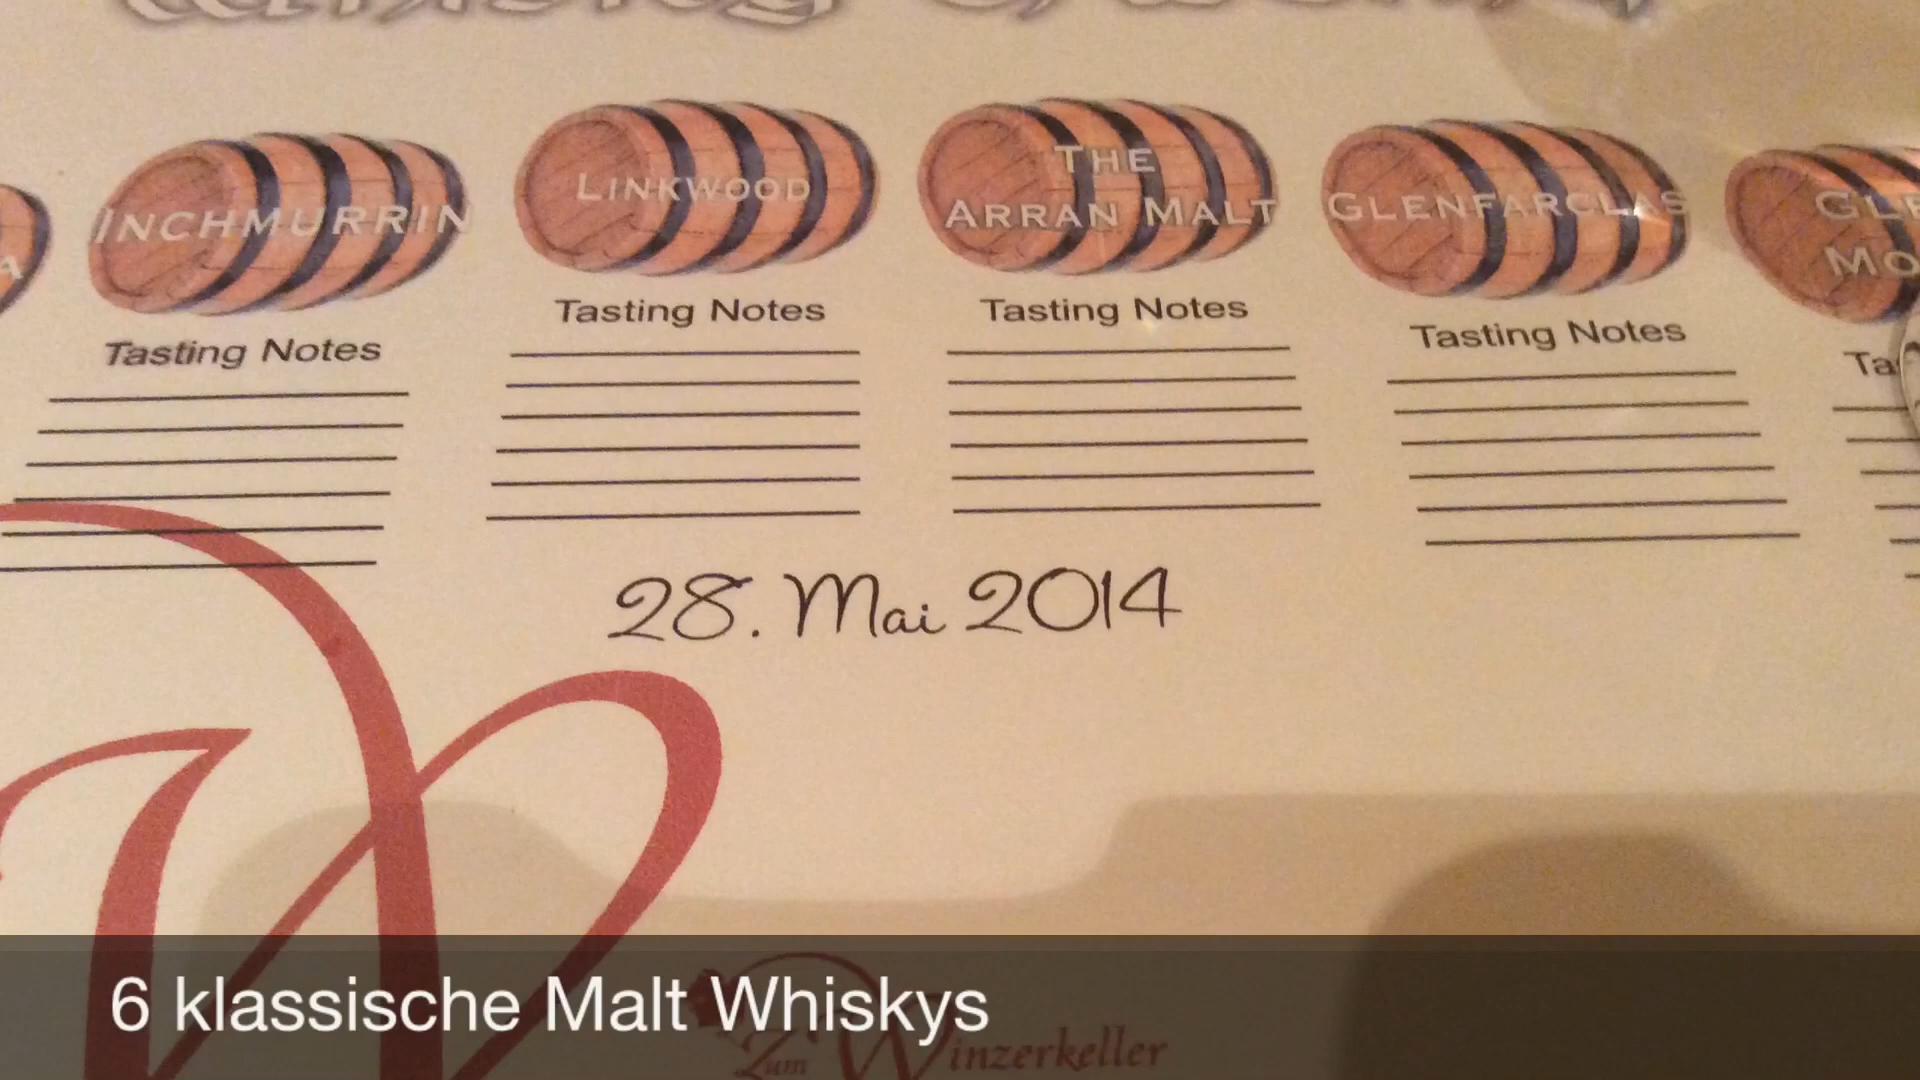 INCHMURRIN
LINKWOOD
THE
ARRAN MALT
GLENFARCLAS
Tasting Notes
Tasting Notes
Tasting Notes
Tasting Notes
28. Mai 2014
6 klassische Malt Whiskys
Zum Winzerkeller